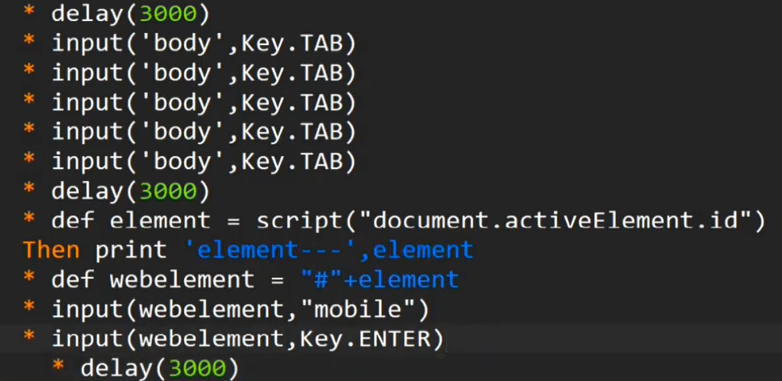 * delay(3000)
* input('body',Key.TAB)
* input('body',Key.TAB)
* input('body',Key.TAB)
* input('body',Key.TAB)
* input('body',Key.TAB)
* delay(3000)
* def element = script("document.activeElement.id")
Then print 'element---',element
* def webelement = "#"+element
* input(webelement,"mobile")
* input(webelement,Key.ENTER)
* delay(3000)